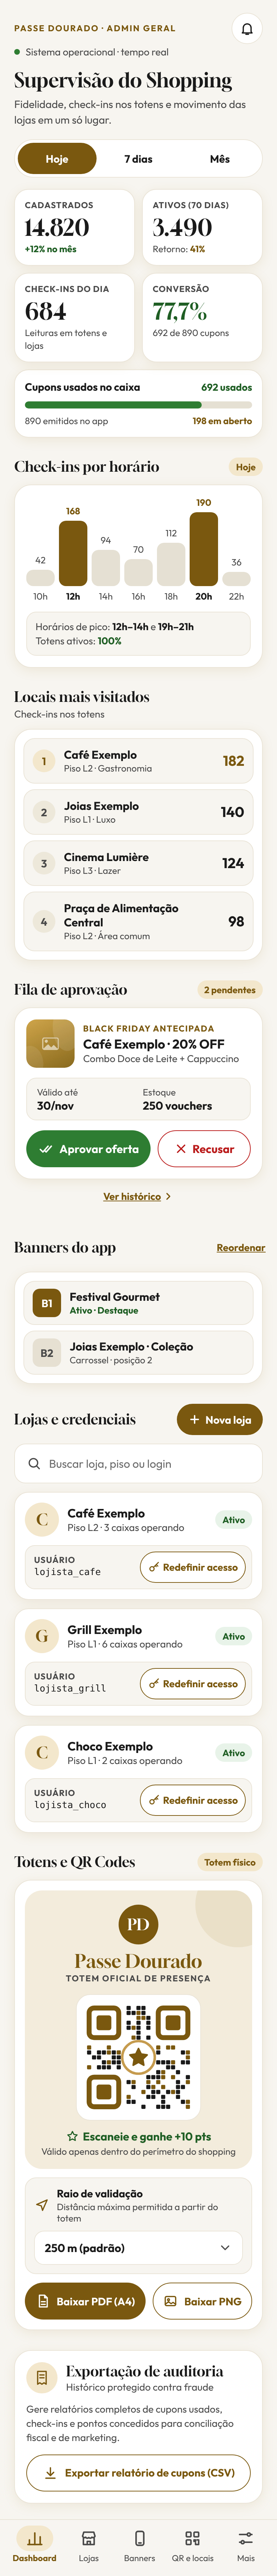 PASSE DOURADO · ADMIN GERAL
Sistema operacional · tempo real
Supervisão do Shopping
Fidelidade, check-ins nos totens e movimento das
lojas em um só lugar.
Hoje 7 dias Mês
CADASTRADOS
14.820
+12% no mês
ATIVOS (70 DIAS)
3.490
Retorno: 41%
CHECK-INS DO DIA
684
Leituras em totens e
lojas
CONVERSÃO
77,7%
692 de 890 cupons
Cupons usados no caixa 692 usados
890 emitidos no app 198 em aberto
Check-ins por horário Hoje
42 168 94 70 112 190 36
10h 12h 14h 16h 18h 20h 22h
Horários de pico: 12h–14h e 19h–21h
Totens ativos: 100%
Locais mais visitados
Check-ins nos totens
1 Café Exemplo 182
Piso L2 · Gastronomia
2 Joias Exemplo 140
Piso L1 · Luxo
3 Cinema Lumière 124
Piso L3 · Lazer
4 Praça de Alimentação
Central 98
Piso L2 · Área comum
Fila de aprovação 2 pendentes
BLACK FRIDAY ANTECIPADA
Café Exemplo · 20% OFF
Combo Doce de Leite + Cappuccino
Válido até Estoque
30/nov 250 vouchers
Aprovar oferta Recusar
Ver histórico
Banners do app Reordenar
B1 Festival Gourmet
Ativo · Destaque
B2 Joias Exemplo · Coleção
Carrossel · posição 2
Lojas e credenciais Nova loja
Buscar loja, piso ou login
C Café Exemplo Ativo
Piso L2 · 3 caixas operando
USUÁRIO
lojista_cafe Redefinir acesso
G Grill Exemplo Ativo
Piso L1 · 6 caixas operando
USUÁRIO
lojista_grill Redefinir acesso
C Choco Exemplo Ativo
Piso L1 · 2 caixas operando
USUÁRIO
lojista_choco Redefinir acesso
Totens e QR Codes Totem físico
PD
Passe Dourado
TOTEM OFICIAL DE PRESENÇA
Escaneie e ganhe +10 pts
Válido apenas dentro do perímetro do shopping
Raio de validação
Distância máxima permitida a partir do
totem
250 m (padrão)
Baixar PDF (A4) Baixar PNG
Exportação de auditoria
Histórico protegido contra fraude
Gere relatórios completos de cupons usados,
check-ins e pontos concedidos para conciliação
fiscal e de marketing.
Exportar relatório de cupons (CSV)
Dashboard Lojas Banners QR e locais Mais